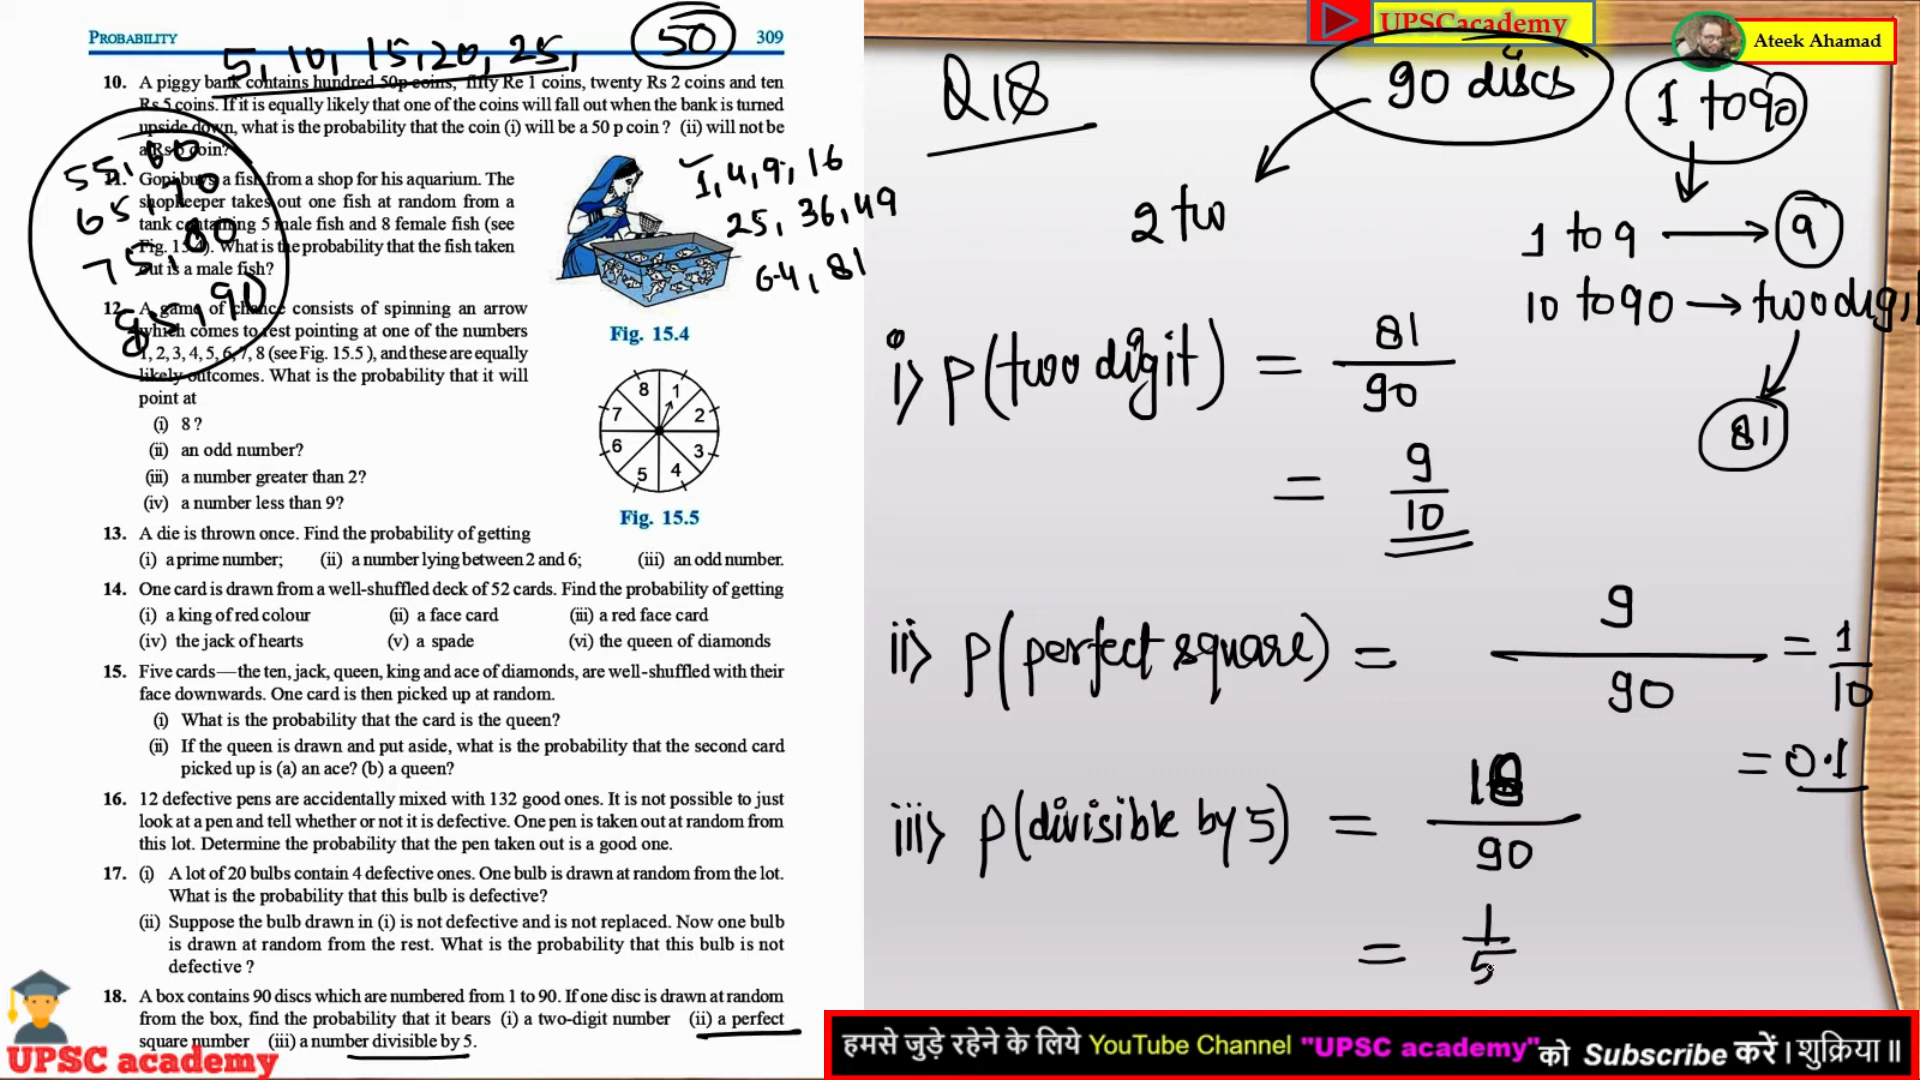 PROBABILITY 309
5, 10, 15, 20, 25, 50
10. A piggy bank contains hundred 50p coins, fifty Re 1 coins, twenty Rs 2 coins and ten
Rs 5 coins. If it is equally likely that one of the coins will fall out when the bank is turned
upside down, what is the probability that the coin (i) will be a 50 p coin ? (ii) will not be
a Rs 5 coin?
55, 60
65, 70
75, 80
85, 90
11. Gopi buys a fish from a shop for his aquarium. The
shopkeeper takes out one fish at random from a
tank containing 5 male fish and 8 female fish (see
Fig. 15.4). What is the probability that the fish taken
out is a male fish?
1, 4, 9, 16
25, 36, 49
64, 81
Fig. 15.4
12. A game of chance consists of spinning an arrow
which comes to rest pointing at one of the numbers
1, 2, 3, 4, 5, 6, 7, 8 (see Fig. 15.5 ), and these are equally
likely outcomes. What is the probability that it will
point at
(i) 8 ?
(ii) an odd number?
(iii) a number greater than 2?
(iv) a number less than 9?
8 1
7 2
6 3
5 4
Fig. 15.5
13. A die is thrown once. Find the probability of getting
(i) a prime number; (ii) a number lying between 2 and 6; (iii) an odd number.
14. One card is drawn from a well-shuffled deck of 52 cards. Find the probability of getting
(i) a king of red colour (ii) a face card (iii) a red face card
(iv) the jack of hearts (v) a spade (vi) the queen of diamonds
15. Five cards—the ten, jack, queen, king and ace of diamonds, are well-shuffled with their
face downwards. One card is then picked up at random.
(i) What is the probability that the card is the queen?
(ii) If the queen is drawn and put aside, what is the probability that the second card
picked up is (a) an ace? (b) a queen?
16. 12 defective pens are accidentally mixed with 132 good ones. It is not possible to just
look at a pen and tell whether or not it is defective. One pen is taken out at random from
this lot. Determine the probability that the pen taken out is a good one.
17. (i) A lot of 20 bulbs contain 4 defective ones. One bulb is drawn at random from the lot.
What is the probability that this bulb is defective?
(ii) Suppose the bulb drawn in (i) is not defective and is not replaced. Now one bulb
is drawn at random from the rest. What is the probability that this bulb is not
defective ?
18. A box contains 90 discs which are numbered from 1 to 90. If one disc is drawn at random
from the box, find the probability that it bears (i) a two-digit number (ii) a perfect
square number (iii) a number divisible by 5.
UPSC academy
UPSCacademy
Ateek Ahamad
Q18
90 discs
1 to 90
2 two
1 to 9 → 9
10 to 90 → two digi
81
i) P(two digit) = 81/90
= 9/10
ii) P(perfect square) = 9/90 = 1/10
= 0.1
iii) P(divisible by 5) = 18/90
= 1/5
हमसे जुड़े रहेने के लिये YouTube Channel "UPSC academy" को Subscribe करें । शुक्रिया ॥